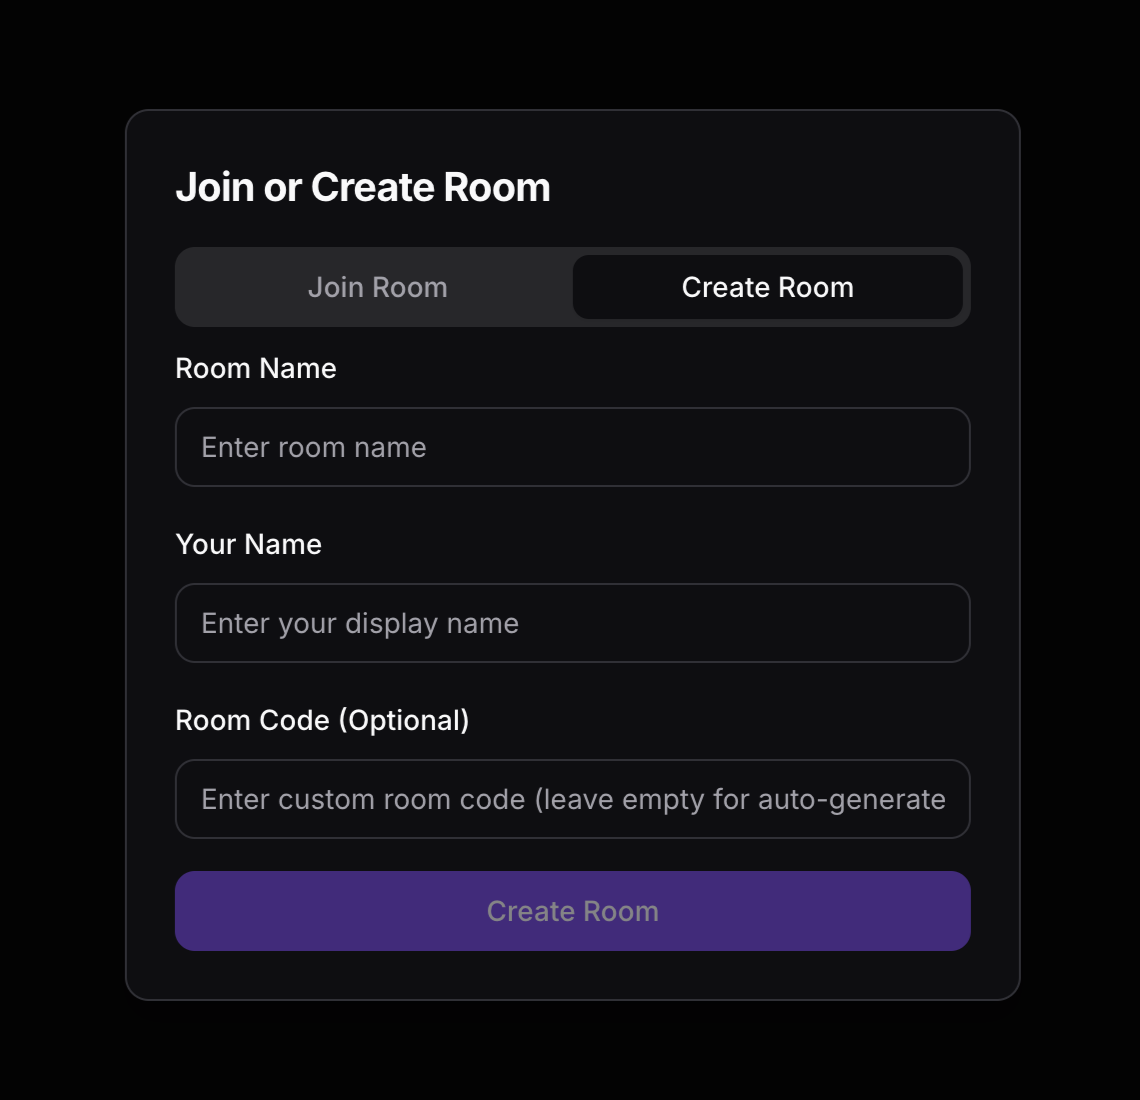 Join or Create Room
Join Room
Create Room
Room Name
Enter room name
Your Name
Enter your display name
Room Code (Optional)
Enter custom room code (leave empty for auto-generate
Create Room